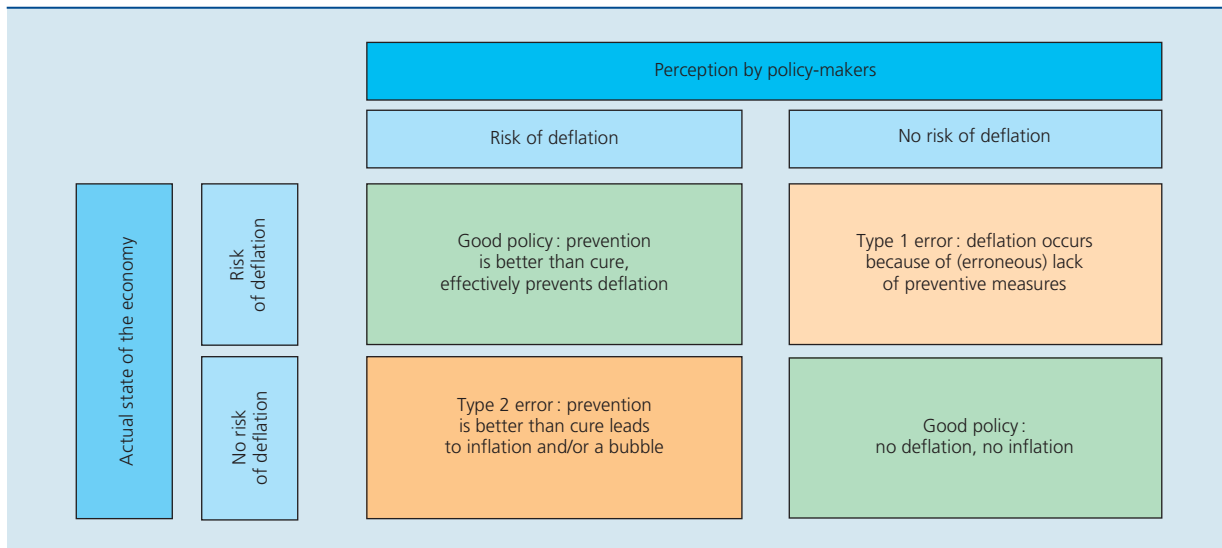 Perception by policy-makers
Risk of deflation
No risk of deflation
Actual state of the economy
Risk
of deflation
Good policy : prevention
is better than cure,
effectively prevents deflation
Type 1 error : deflation occurs
because of (erroneous) lack
of preventive measures
No risk
of deflation
Type 2 error : prevention
is better than cure leads
to inflation and/or a bubble
Good policy :
no deflation, no inflation